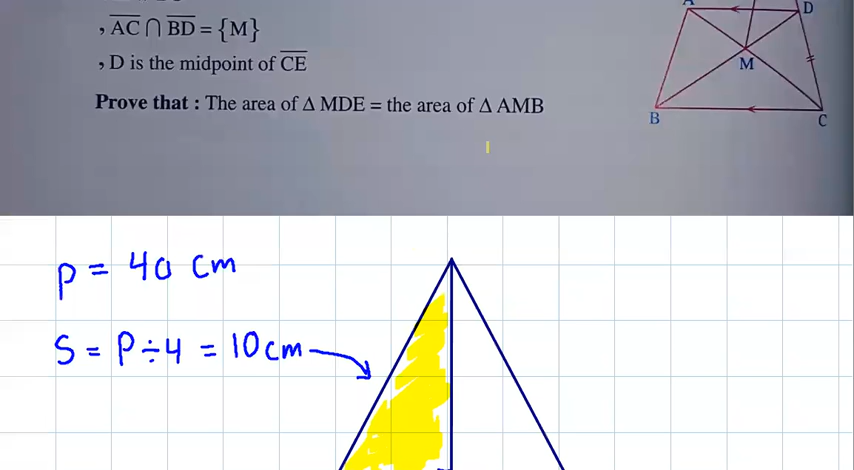 , AC ∩ BD = {M}
, D is the midpoint of CE
Prove that : The area of Δ MDE = the area of Δ AMB
D
M
B
C
P = 40 cm
S = P ÷ 4 = 10 cm